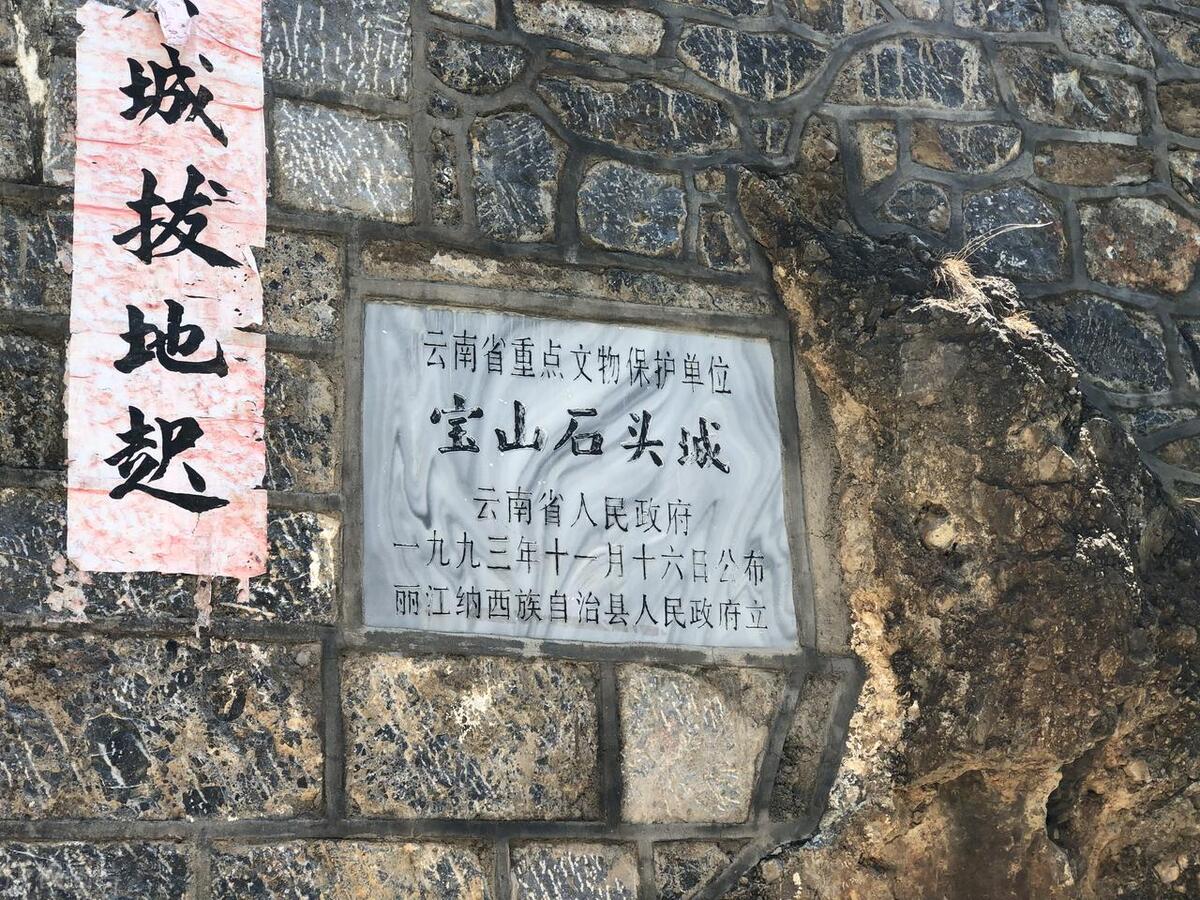 城拔地起
云南省重点文物保护单位
宝山石头城
云南省人民政府
一九九三年十一月十六日公布
丽江纳西族自治县人民政府立